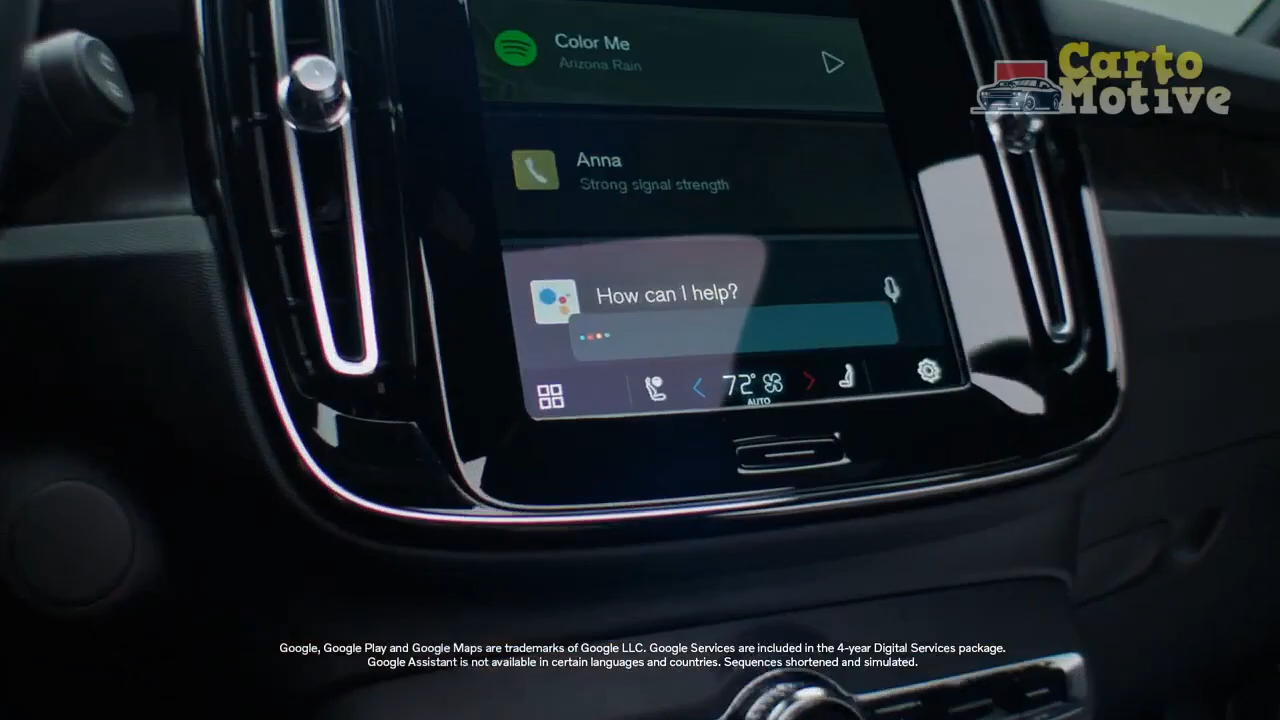 Color Me
Arizona Rain
Carto
Motive
Anna
Strong signal strength
How can I help?
72°
AUTO
Google, Google Play and Google Maps are trademarks of Google LLC. Google Services are included in the 4-year Digital Services package.
Google Assistant is not available in certain languages and countries. Sequences shortened and simulated.